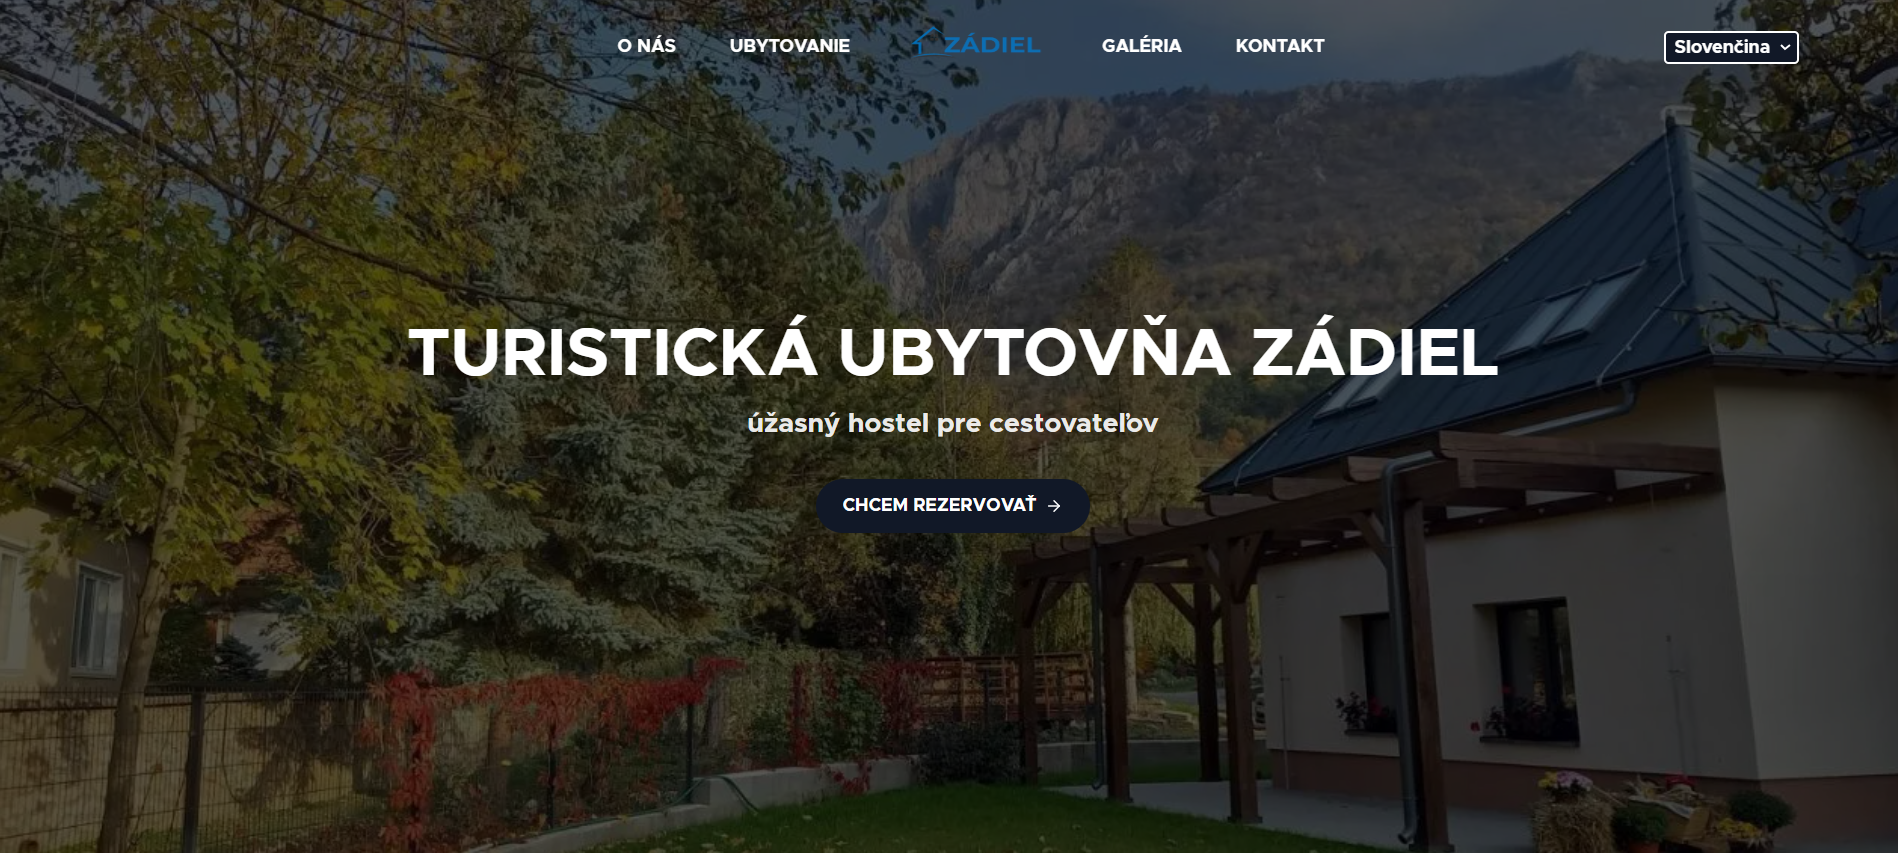 O NÁS
UBYTOVANIE
ZÁDIEL
GALÉRIA
KONTAKT
Slovenčina
TURISTICKÁ UBYTOVŇA ZÁDIEL
úžasný hostel pre cestovateľov
CHCEM REZERVOVAŤ →